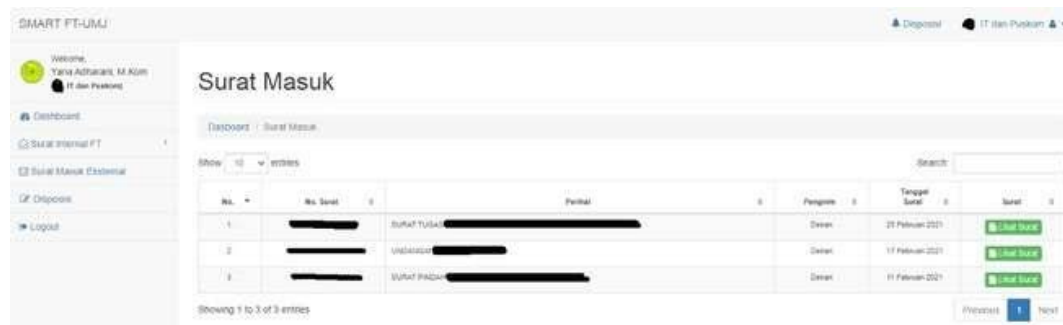 SMART FT-UMJ
Disposisi IT dan Puskom
Welcome,
Yana Adharani, M.Kom
IT dan Puskom)
Surat Masuk
Dashboard
Surat Internal FT
Surat Masuk Eksternal
Disposisi
Logout
Dasboard / Surat Masuk
Show 10 entries
Search:
No. No. Surat Perihal Pengirim Tanggal Surat Surat
1 SURAT TUGAS Dekan 25 Februari 2021 Lihat Surat
2 UNDANGAN Dekan 17 Februari 2021 Lihat Surat
3 SURAT Dekan 11 Februari 2021 Lihat Surat
Showing 1 to 3 of 3 entries
Previous 1 Next